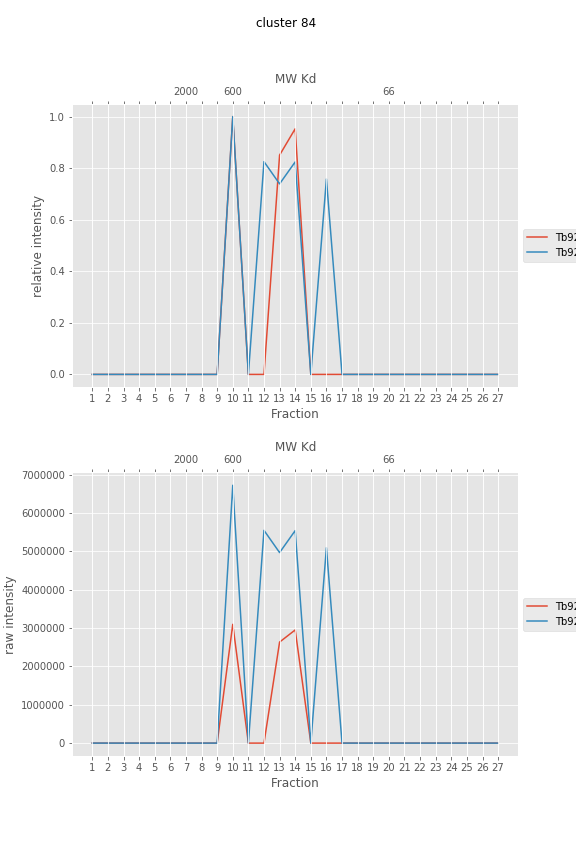 cluster 84
MW Kd
2000 600 66
1.0
0.8
0.6
0.4
0.2
0.0
relative intensity
Tb92
Tb92
1 2 3 4 5 6 7 8 9 10 11 12 13 14 15 16 17 18 19 20 21 22 23 24 25 26 27
Fraction
MW Kd
2000 600 66
7000000
6000000
5000000
4000000
3000000
2000000
1000000
0
raw intensity
Tb92
Tb92
1 2 3 4 5 6 7 8 9 10 11 12 13 14 15 16 17 18 19 20 21 22 23 24 25 26 27
Fraction